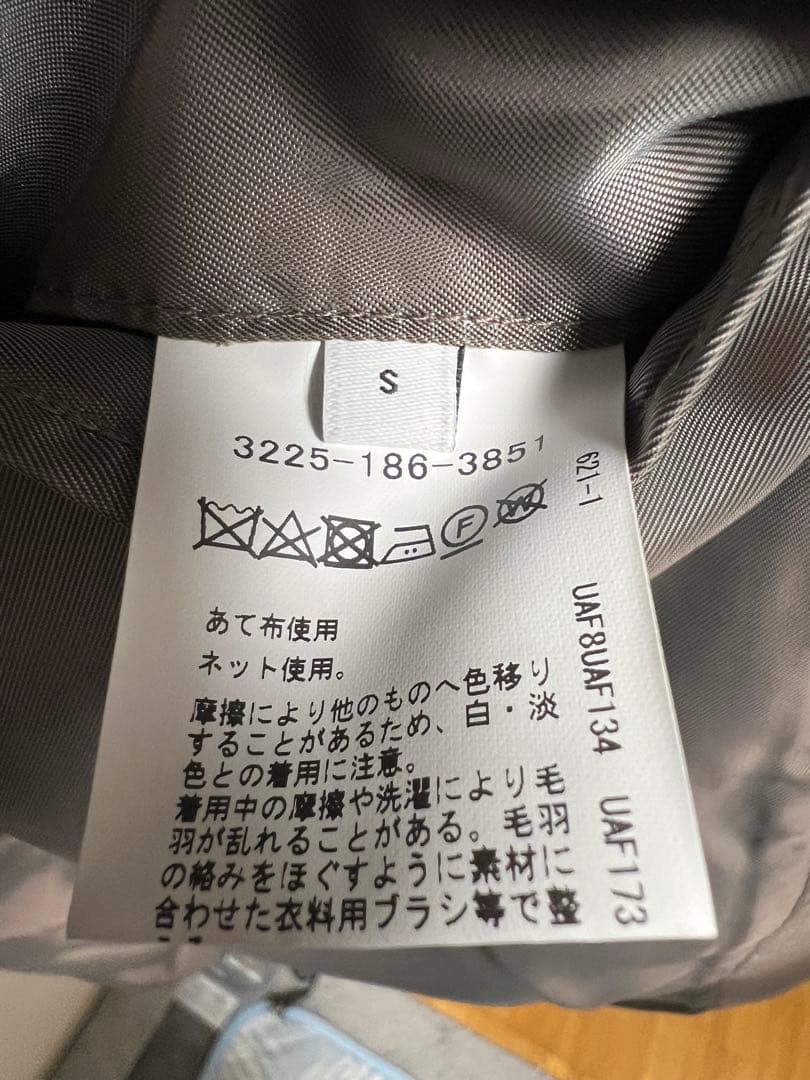 S
3225-186-3851
F
W
あて布使用
ネット使用。
摩擦により他のものへ色移り
することがあるため、白・淡
色との着用に注意。
着用中の摩擦や洗濯により毛
羽が乱れることがある。毛羽
の絡みをほぐすように素材に
合わせた衣料用ブラシ等で整
621-1
UAF8UAF134 UAF173